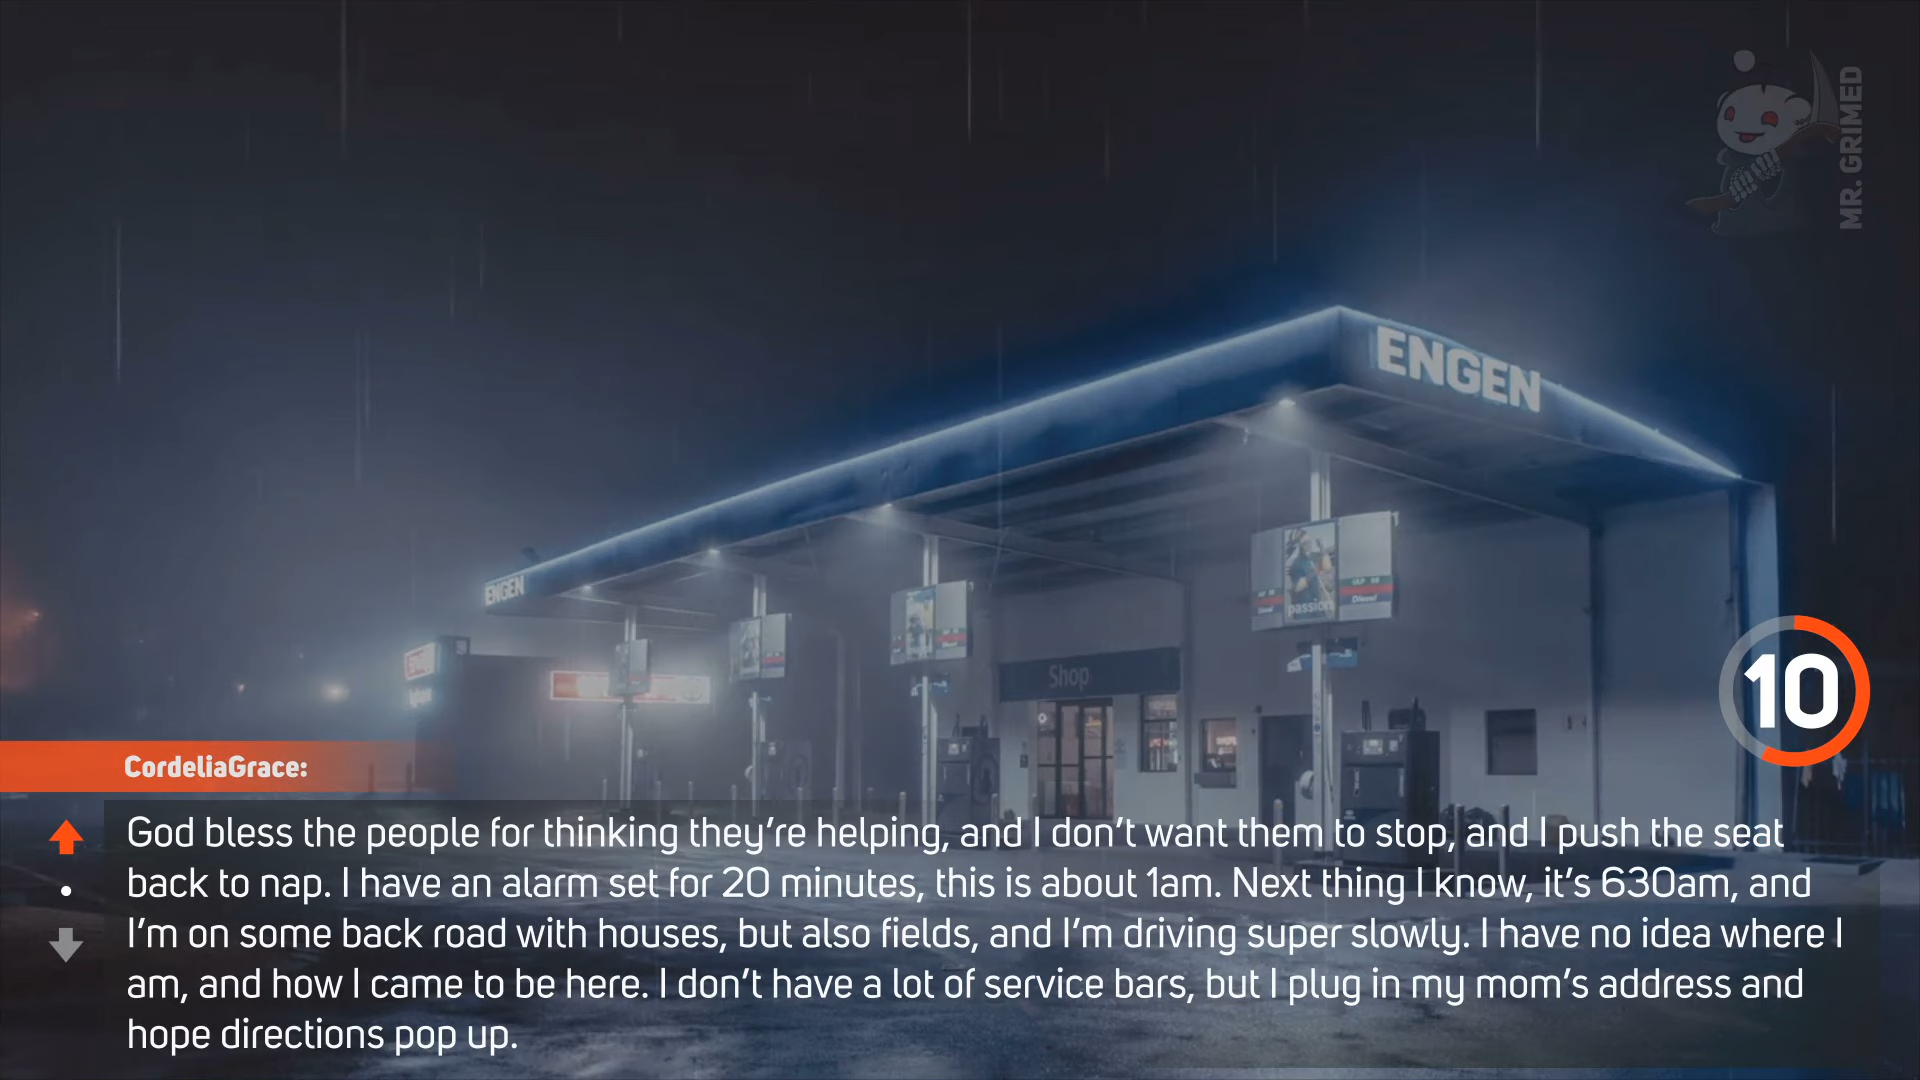 MR. GRIMED
ENGEN
ENGEN
passion
Diesel
Shop
10
CordeliaGrace:
God bless the people for thinking they're helping, and I don't want them to stop, and I push the seat
back to nap. I have an alarm set for 20 minutes, this is about 1am. Next thing I know, it's 630am, and
I'm on some back road with houses, but also fields, and I'm driving super slowly. I have no idea where I
am, and how I came to be here. I don't have a lot of service bars, but I plug in my mom's address and
hope directions pop up.